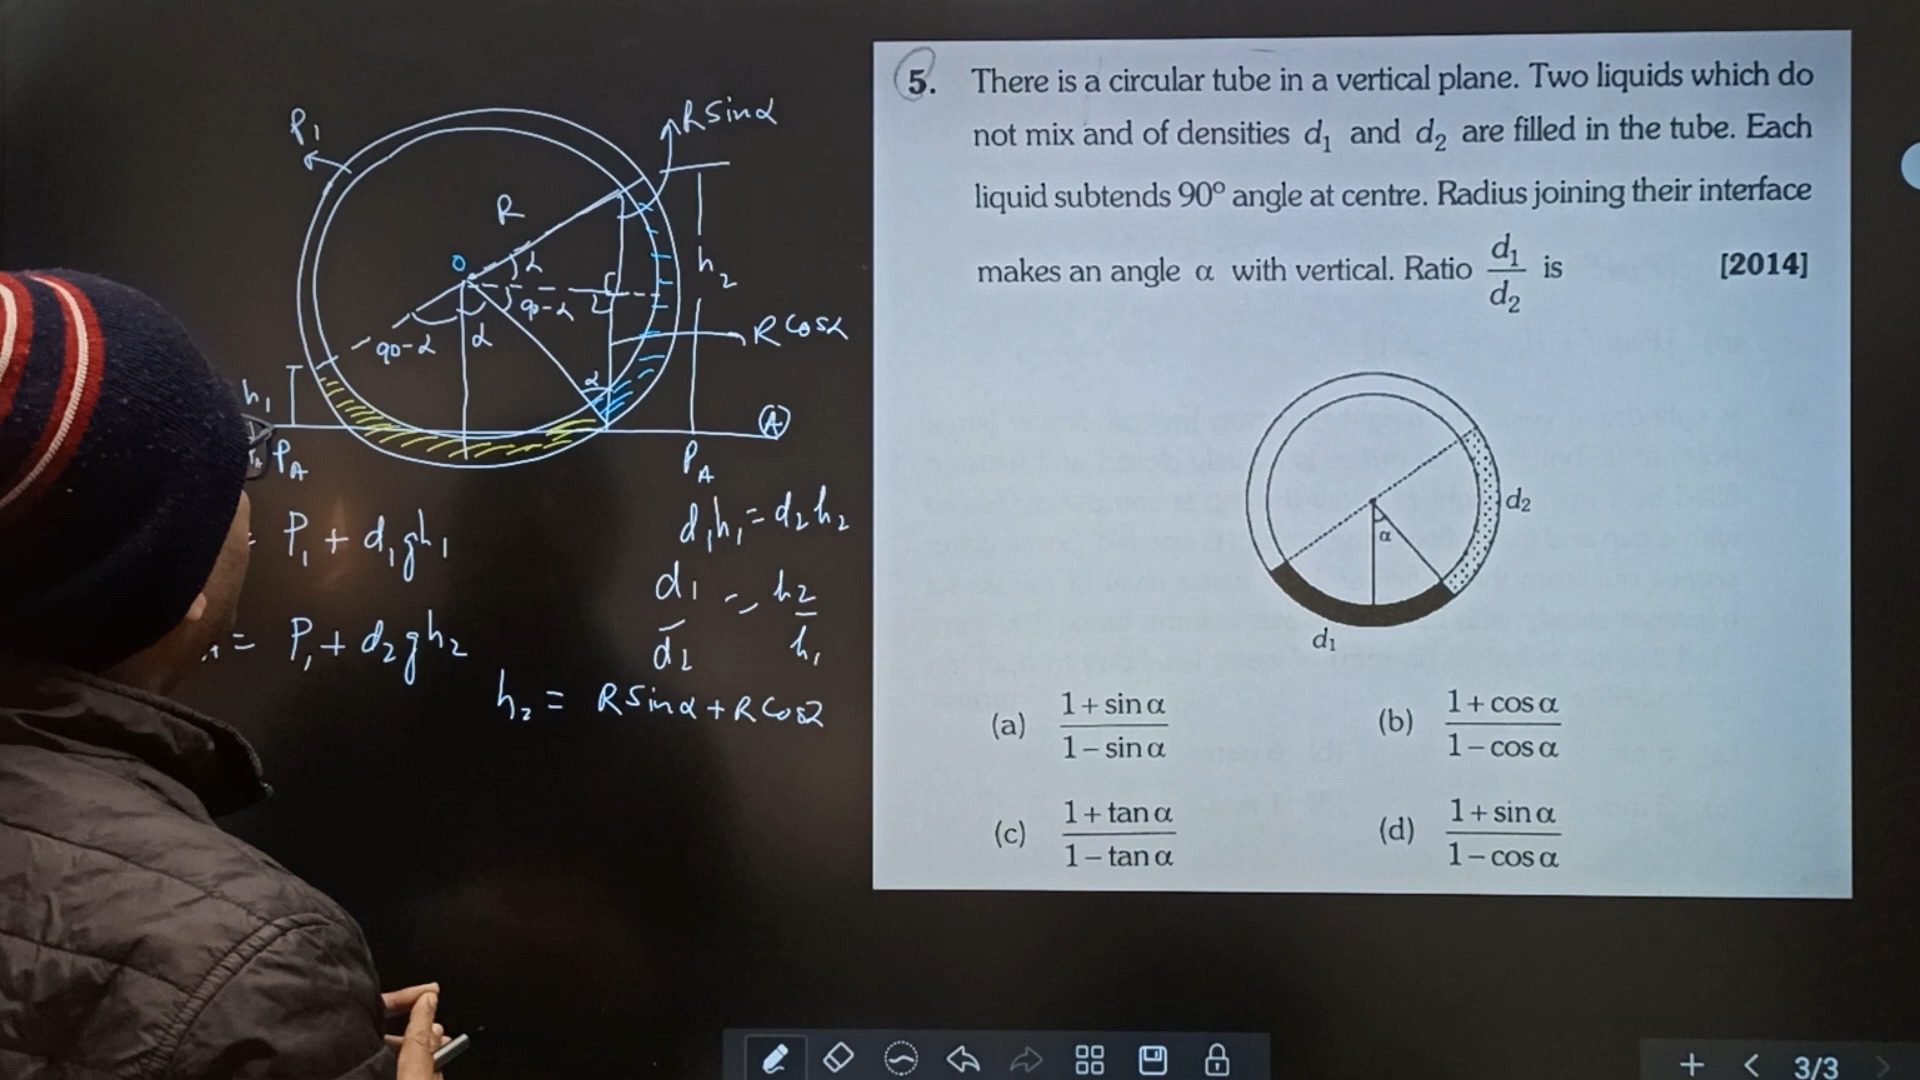 P₁
R sinα
R
O
α
h₂
90-α
R cosα
90-α
α
α
h₁
A
P_A
P_A
= P₁ + d₁gh₁
= P₁ + d₂gh₂
d₁h₁ = d₂h₂
d₁/d₂ = h₂/h₁
h₂ = R sinα + R cosα
5. There is a circular tube in a vertical plane. Two liquids which do
not mix and of densities d₁ and d₂ are filled in the tube. Each
liquid subtends 90° angle at centre. Radius joining their interface
makes an angle α with vertical. Ratio d₁/d₂ is [2014]
d₂
α
d₁
(a) (1 + sin α)/(1 − sin α) (b) (1 + cos α)/(1 − cos α)
(c) (1 + tan α)/(1 − tan α) (d) (1 + sin α)/(1 − cos α)
3/3